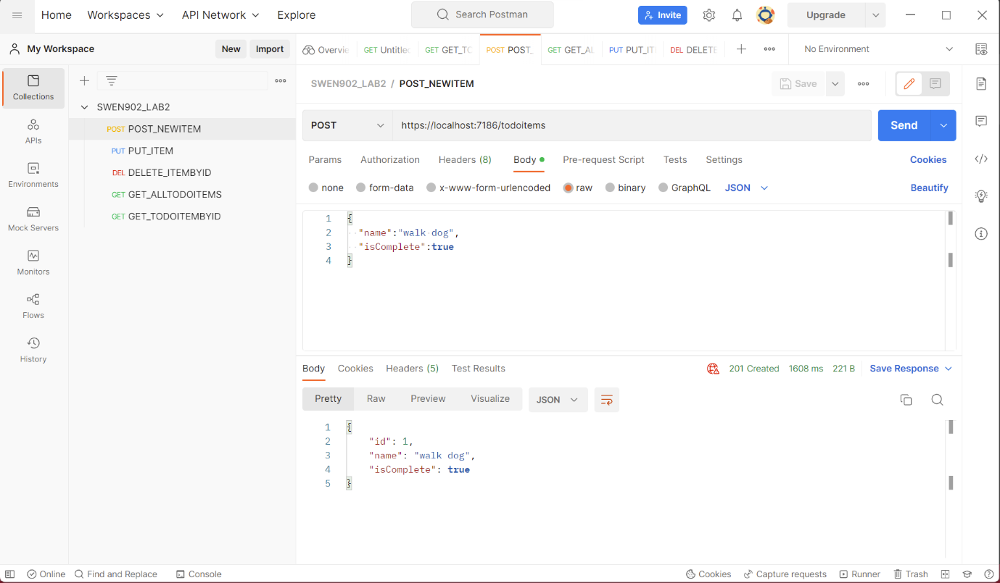 Home Workspaces API Network Explore Search Postman Invite Upgrade
My Workspace New Import
Overvie GET Untitle GET GET_TO POST POST_ GET GET_AL PUT PUT_IT DEL DELETE No Environment
Collections
APIs
Environments
Mock Servers
Monitors
Flows
History
SWEN902_LAB2
POST POST_NEWITEM
PUT PUT_ITEM
DEL DELETE_ITEMBYID
GET GET_ALLTODOITEMS
GET GET_TODOITEMBYID
SWEN902_LAB2 / POST_NEWITEM Save
POST https://localhost:7186/todoitems Send
Params Authorization Headers (8) Body Pre-request Script Tests Settings Cookies
none form-data x-www-form-urlencoded raw binary GraphQL JSON Beautify
1 {
2 "name":"walk dog",
3 "isComplete":true
4 }
Body Cookies Headers (5) Test Results 201 Created 1608 ms 221 B Save Response
Pretty Raw Preview Visualize JSON
1 {
2 "id": 1,
3 "name": "walk dog",
4 "isComplete": true
5 }
Online Find and Replace Console Cookies Capture requests Runner Trash